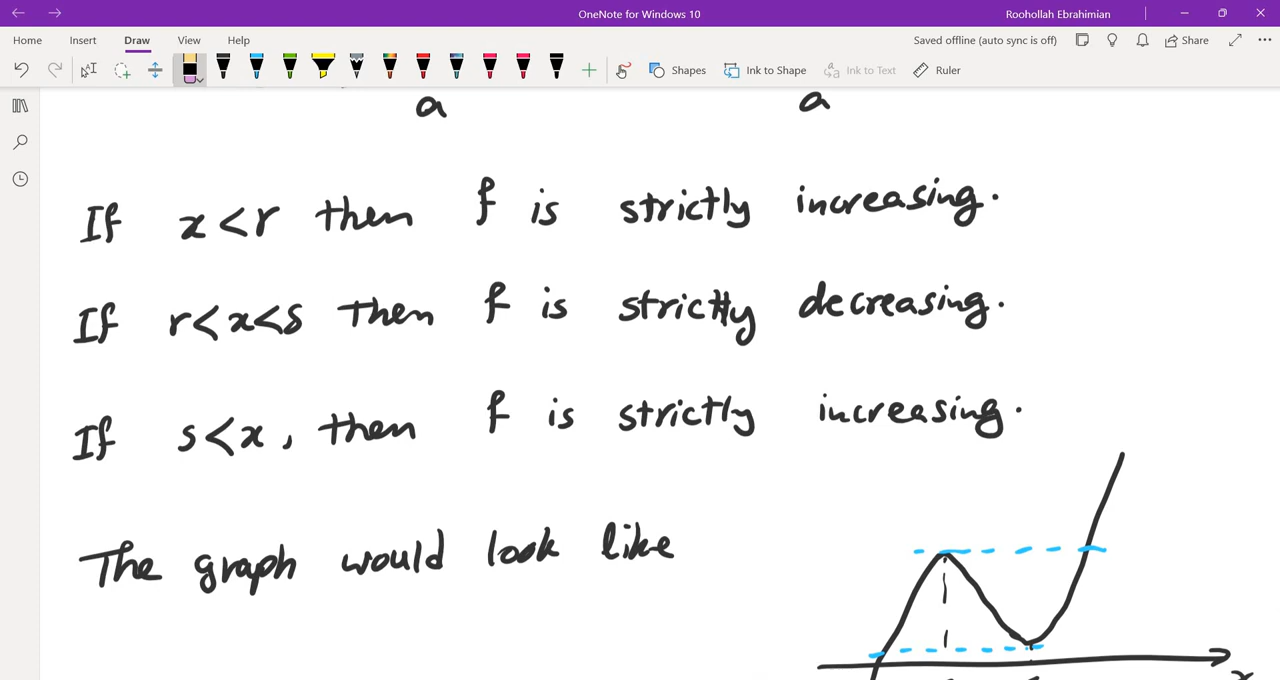 OneNote for Windows 10
Roohollah Ebrahimian
Home Insert Draw View Help
Saved offline (auto sync is off) Share
Shapes Ink to Shape Ink to Text Ruler
a a
If x<r then f is strictly increasing.
If r<x<s then f is strictly decreasing.
If s<x, then f is strictly increasing.
The graph would look like
x